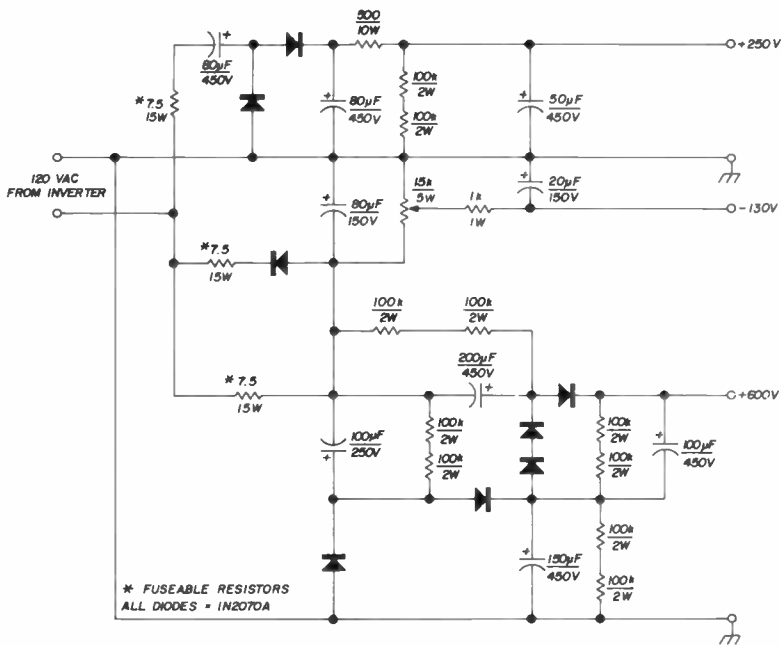 500
10W
+250V
80µF
450V
* 7.5
15W
80µF
450V
100k
2W
100k
2W
50µF
450V
120 VAC
FROM INVERTER
80µF
150V
15k
5W
1k
1W
20µF
150V
-130V
* 7.5
15W
100k
2W
100k
2W
200µF
450V
* 7.5
15W
+600V
100µF
250V
100k
2W
100k
2W
100k
2W
100k
2W
100µF
450V
150µF
450V
100k
2W
100k
2W
* FUSEABLE RESISTORS
ALL DIODES = 1N2070A